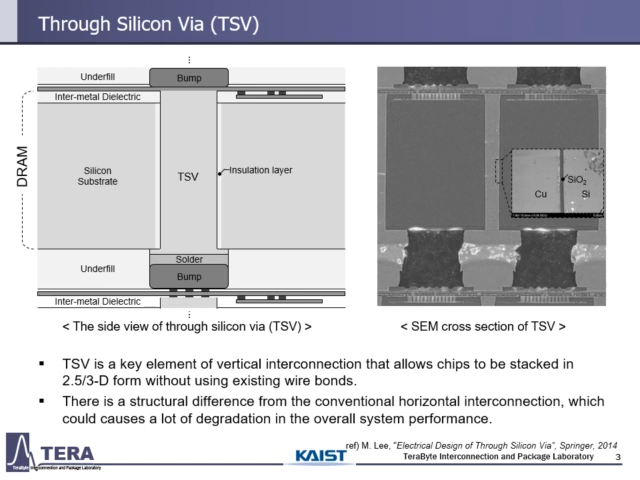 Through Silicon Via (TSV)
Underfill
Bump
Inter-metal Dielectric
DRAM
Silicon
Substrate
TSV
Insulation layer
Solder
Underfill
Bump
Inter-metal Dielectric
Cu
SiO2
Si
< The side view of through silicon via (TSV) >
< SEM cross section of TSV >
▪ TSV is a key element of vertical interconnection that allows chips to be stacked in
2.5/3-D form without using existing wire bonds.
▪ There is a structural difference from the conventional horizontal interconnection, which
could causes a lot of degradation in the overall system performance.
ref) M. Lee, "Electrical Design of Through Silicon Via", Springer, 2014
TERA
TeraByte Interconnection and Package Laboratory
KAIST
TeraByte Interconnection and Package Laboratory
3